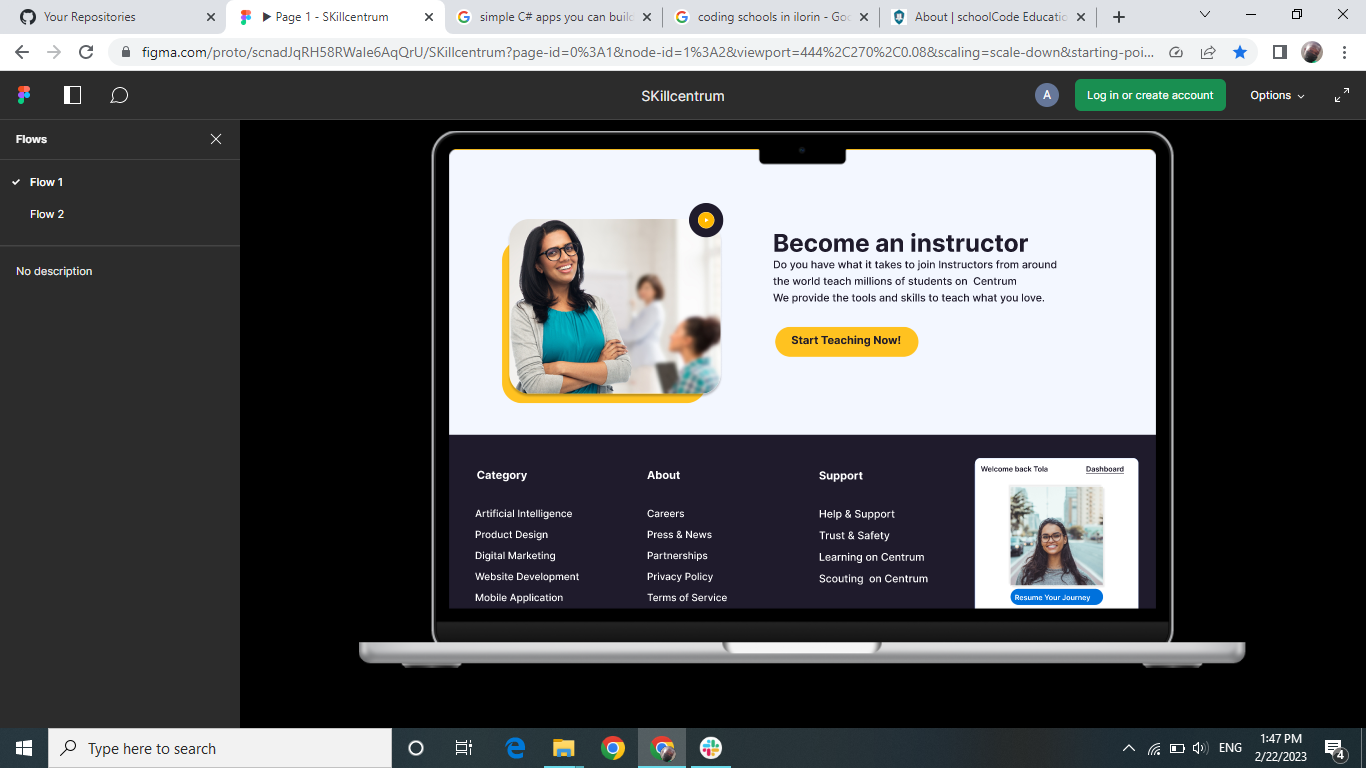 Your Repositories
▶ Page 1 - SKillcentrum
simple C# apps you can build
coding schools in ilorin - Goo
About | schoolCode Educatio
figma.com/proto/scnadJqRH58RWale6AqQrU/SKillcentrum?page-id=0%3A1&node-id=1%3A2&viewport=444%2C270%2C0.08&scaling=scale-down&starting-poi...
SKillcentrum
A
Log in or create account
Options
Flows
Flow 1
Flow 2
No description
Become an instructor
Do you have what it takes to join Instructors from around
the world teach millions of students on Centrum
We provide the tools and skills to teach what you love.
Start Teaching Now!
Category
Artificial Intelligence
Product Design
Digital Marketing
Website Development
Mobile Application
About
Careers
Press & News
Partnerships
Privacy Policy
Terms of Service
Support
Help & Support
Trust & Safety
Learning on Centrum
Scouting on Centrum
Welcome back Tola
Dashboard
Resume Your Journey
Type here to search
ENG
1:47 PM
2/22/2023
4